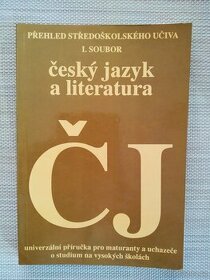 PŘEHLED STŘEDOŠKOLSKÉHO UČIVA
I. SOUBOR
český jazyk
a literatura
ČJ
univerzální příručka pro maturanty a uchazeče
o studium na vysokých školách